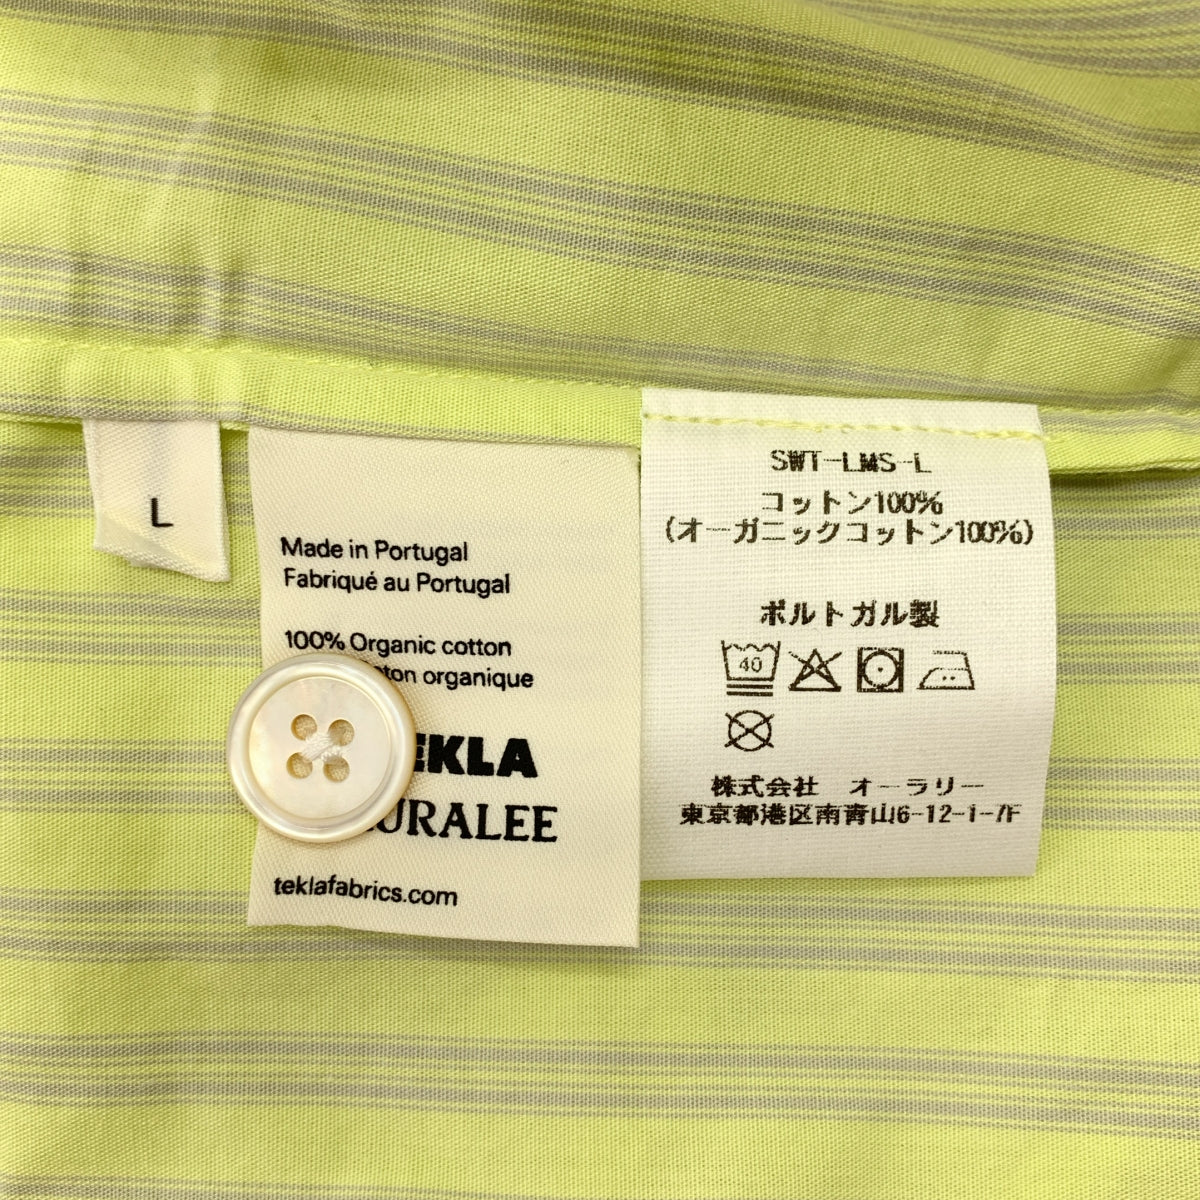 L
Made in Portugal
Fabriqué au Portugal
100% Organic cotton
organique
TEKLA
AURALEE
teklafabrics.com
SWT-LMS-L
コットン100%
(オーガニックコットン100%)
ポルトガル製
40
株式会社 オーラリー
東京都港区南青山6-12-1-7F